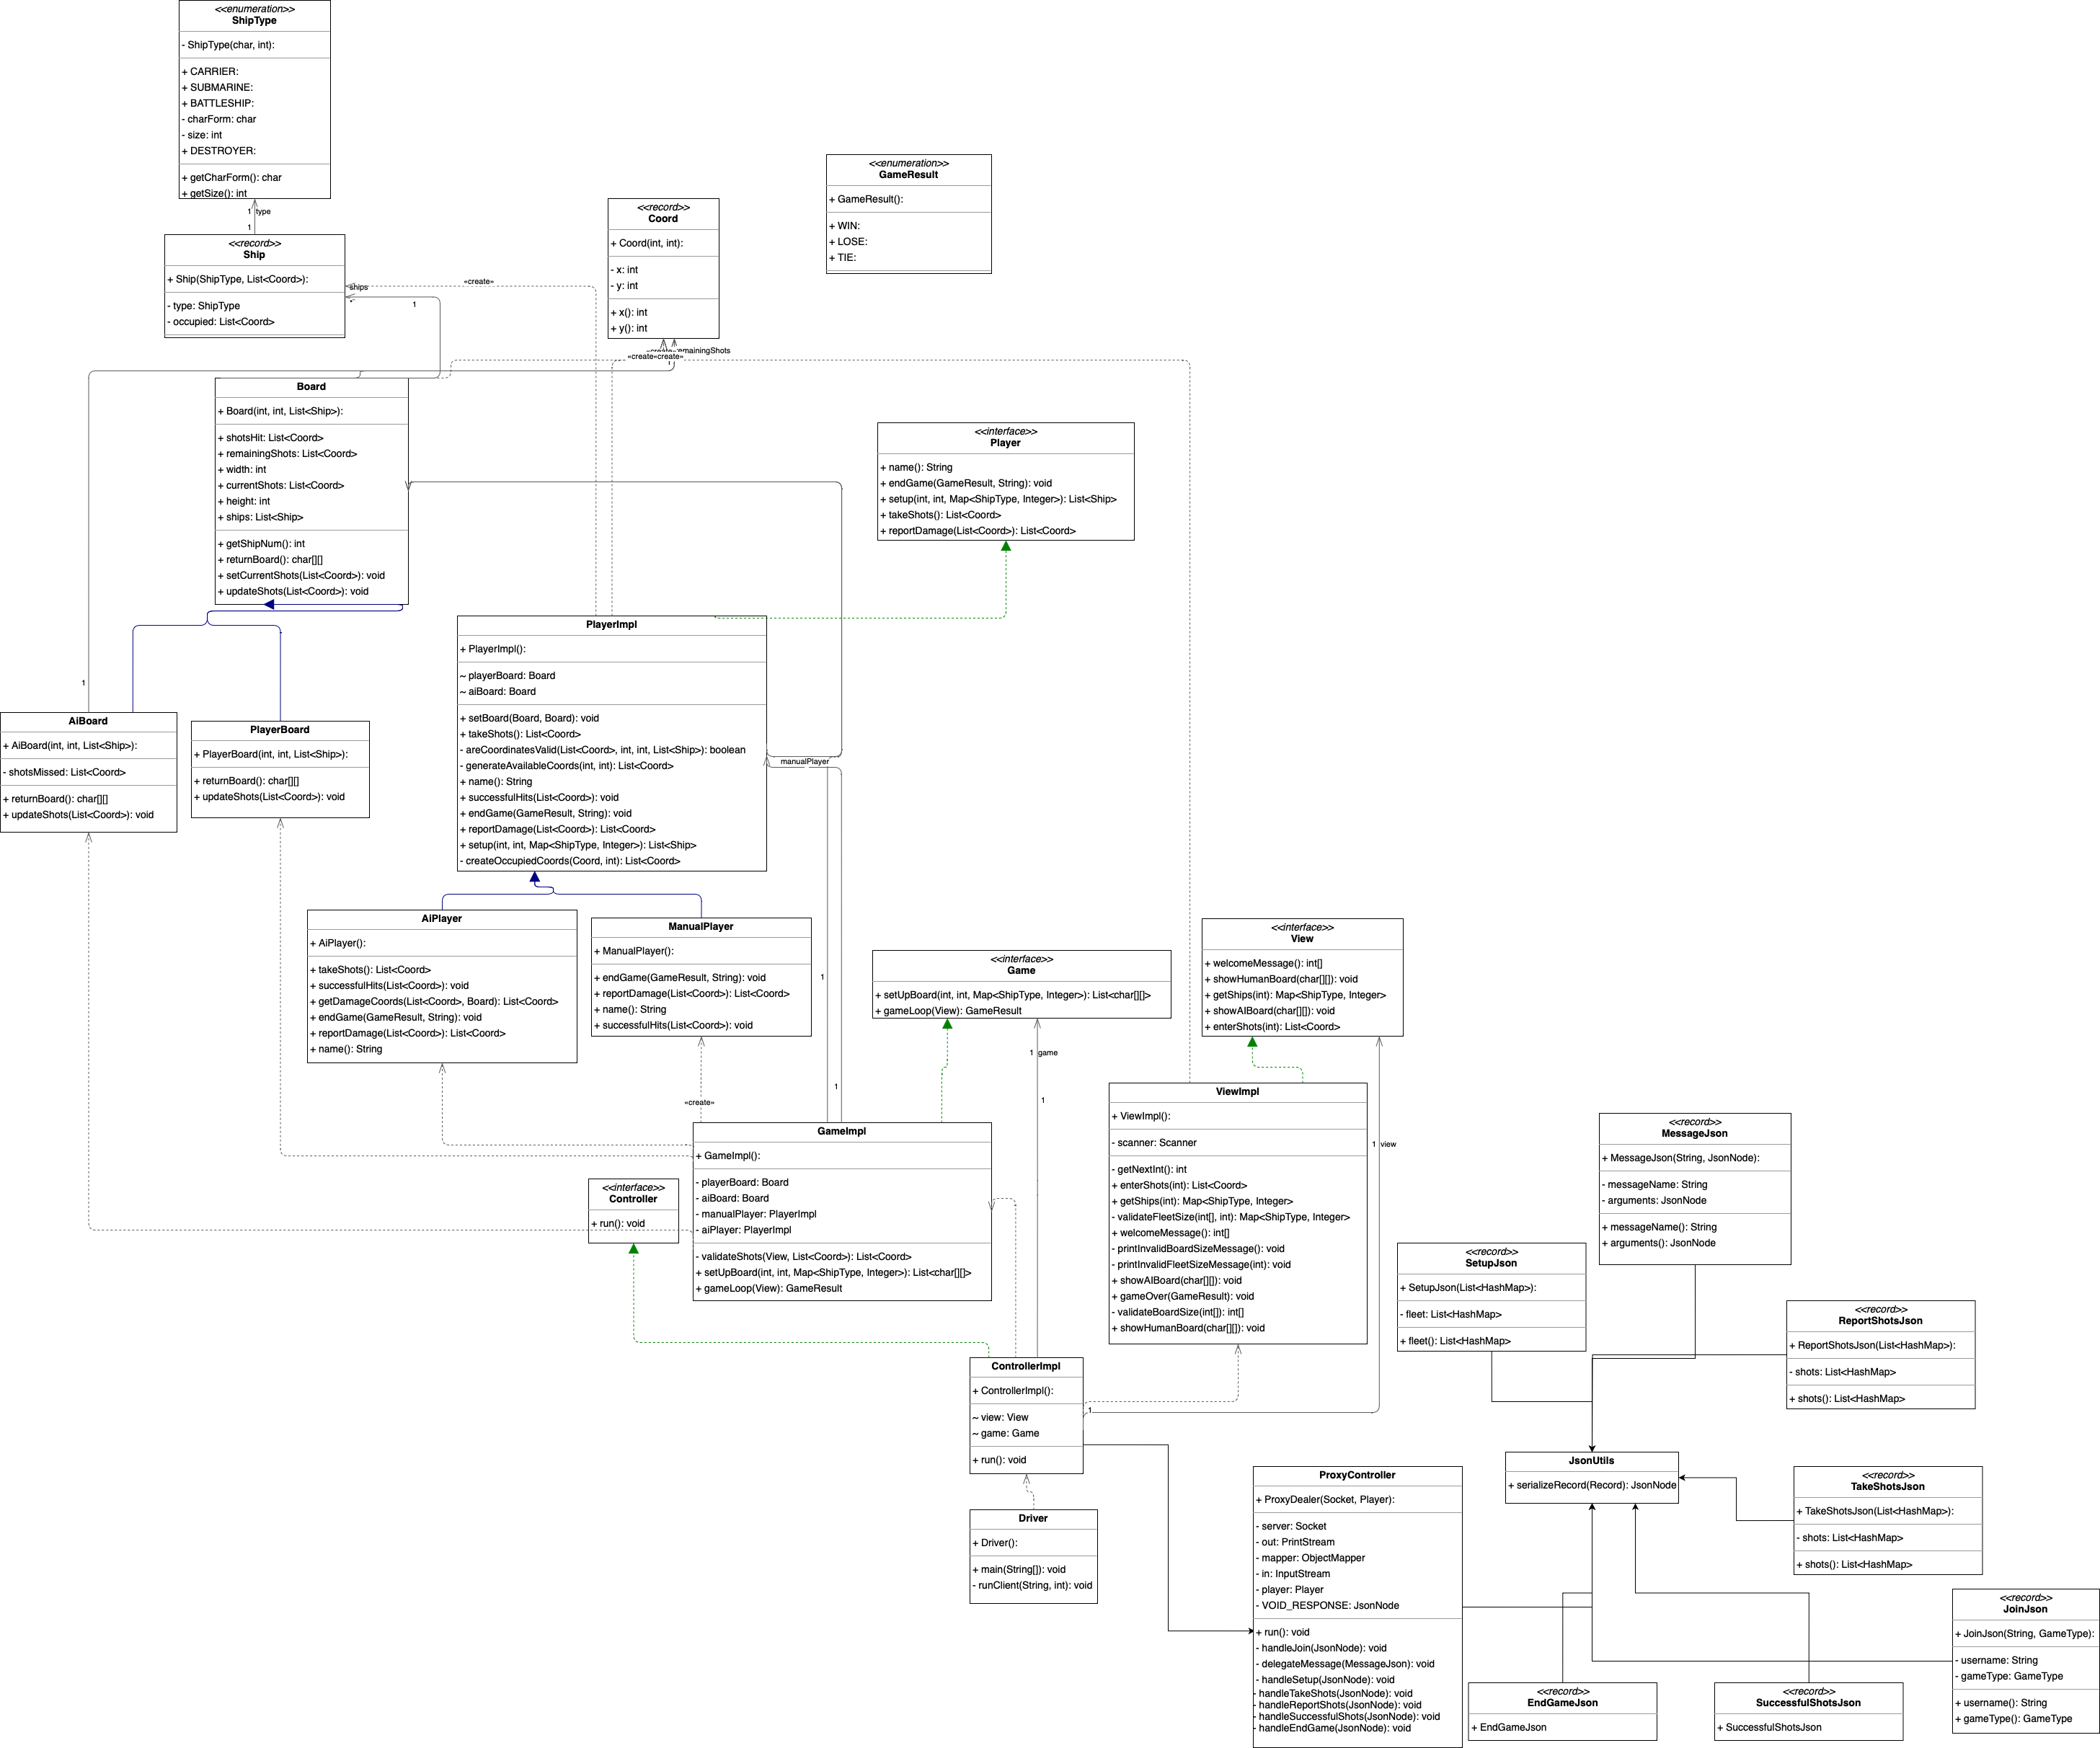 <<enumeration>>
ShipType
- ShipType(char, int):
+ CARRIER:
+ SUBMARINE:
+ BATTLESHIP:
- charForm: char
- size: int
+ DESTROYER:
+ getCharForm(): char
+ getSize(): int
1 type
1
<<record>>
Ship
+ Ship(ShipType, List<Coord>):
- type: ShipType
- occupied: List<Coord>
ships
*
1
«create»
<<record>>
Coord
+ Coord(int, int):
- x: int
- y: int
+ x(): int
+ y(): int
<<enumeration>>
GameResult
+ GameResult():
+ WIN:
+ LOSE:
+ TIE:
Board
+ Board(int, int, List<Ship>):
+ shotsHit: List<Coord>
+ remainingShots: List<Coord>
+ width: int
+ currentShots: List<Coord>
+ height: int
+ ships: List<Ship>
+ getShipNum(): int
+ returnBoard(): char[][]
+ setCurrentShots(List<Coord>): void
+ updateShots(List<Coord>): void
<<interface>>
Player
+ name(): String
+ endGame(GameResult, String): void
+ setup(int, int, Map<ShipType, Integer>): List<Ship>
+ takeShots(): List<Coord>
+ reportDamage(List<Coord>): List<Coord>
PlayerImpl
+ PlayerImpl():
~ playerBoard: Board
~ aiBoard: Board
+ setBoard(Board, Board): void
+ takeShots(): List<Coord>
- areCoordinatesValid(List<Coord>, int, int, List<Ship>): boolean
- generateAvailableCoords(int, int): List<Coord>
+ name(): String
+ successfulHits(List<Coord>): void
+ endGame(GameResult, String): void
+ reportDamage(List<Coord>): List<Coord>
+ setup(int, int, Map<ShipType, Integer>): List<Ship>
- createOccupiedCoords(Coord, int): List<Coord>
manualPlayer
1
AiBoard
+ AiBoard(int, int, List<Ship>):
- shotsMissed: List<Coord>
+ returnBoard(): char[][]
+ updateShots(List<Coord>): void
PlayerBoard
+ PlayerBoard(int, int, List<Ship>):
+ returnBoard(): char[][]
+ updateShots(List<Coord>): void
AiPlayer
+ AiPlayer():
+ takeShots(): List<Coord>
+ successfulHits(List<Coord>): void
+ getDamageCoords(List<Coord>, Board): List<Coord>
+ endGame(GameResult, String): void
+ reportDamage(List<Coord>): List<Coord>
+ name(): String
ManualPlayer
+ ManualPlayer():
+ endGame(GameResult, String): void
+ reportDamage(List<Coord>): List<Coord>
+ name(): String
+ successfulHits(List<Coord>): void
«create»
1
1
<<interface>>
Game
+ setUpBoard(int, int, Map<ShipType, Integer>): List<char[][]>
+ gameLoop(View): GameResult
1 game
1
<<interface>>
View
+ welcomeMessage(): int[]
+ showHumanBoard(char[][]): void
+ getShips(int): Map<ShipType, Integer>
+ showAIBoard(char[][]): void
+ enterShots(int): List<Coord>
ViewImpl
+ ViewImpl():
- scanner: Scanner
- getNextInt(): int
+ enterShots(int): List<Coord>
+ getShips(int): Map<ShipType, Integer>
- validateFleetSize(int[], int): Map<ShipType, Integer>
+ welcomeMessage(): int[]
- printInvalidBoardSizeMessage(): void
- printInvalidFleetSizeMessage(int): void
+ showAIBoard(char[][]): void
+ gameOver(GameResult): void
- validateBoardSize(int[]): int[]
+ showHumanBoard(char[][]): void
1 view
GameImpl
+ GameImpl():
- playerBoard: Board
- aiBoard: Board
- manualPlayer: PlayerImpl
- aiPlayer: PlayerImpl
- validateShots(View, List<Coord>): List<Coord>
+ setUpBoard(int, int, Map<ShipType, Integer>): List<char[][]>
+ gameLoop(View): GameResult
<<interface>>
Controller
+ run(): void
ControllerImpl
+ ControllerImpl():
~ view: View
~ game: Game
+ run(): void
1
Driver
+ Driver():
+ main(String[]): void
- runClient(String, int): void
ProxyController
+ ProxyDealer(Socket, Player):
- server: Socket
- out: PrintStream
- mapper: ObjectMapper
- in: InputStream
- player: Player
- VOID_RESPONSE: JsonNode
+ run(): void
- handleJoin(JsonNode): void
- delegateMessage(MessageJson): void
- handleSetup(JsonNode): void
- handleTakeShots(JsonNode): void
- handleReportShots(JsonNode): void
- handleSuccessfulShots(JsonNode): void
- handleEndGame(JsonNode): void
<<record>>
MessageJson
+ MessageJson(String, JsonNode):
- messageName: String
- arguments: JsonNode
+ messageName(): String
+ arguments(): JsonNode
<<record>>
SetupJson
+ SetupJson(List<HashMap>):
- fleet: List<HashMap>
+ fleet(): List<HashMap>
<<record>>
ReportShotsJson
+ ReportShotsJson(List<HashMap>):
- shots: List<HashMap>
+ shots(): List<HashMap>
JsonUtils
+ serializeRecord(Record): JsonNode
<<record>>
TakeShotsJson
+ TakeShotsJson(List<HashMap>):
- shots: List<HashMap>
+ shots(): List<HashMap>
<<record>>
JoinJson
+ JoinJson(String, GameType):
- username: String
- gameType: GameType
+ username(): String
+ gameType(): GameType
<<record>>
EndGameJson
+ EndGameJson
<<record>>
SuccessfulShotsJson
+ SuccessfulShotsJson